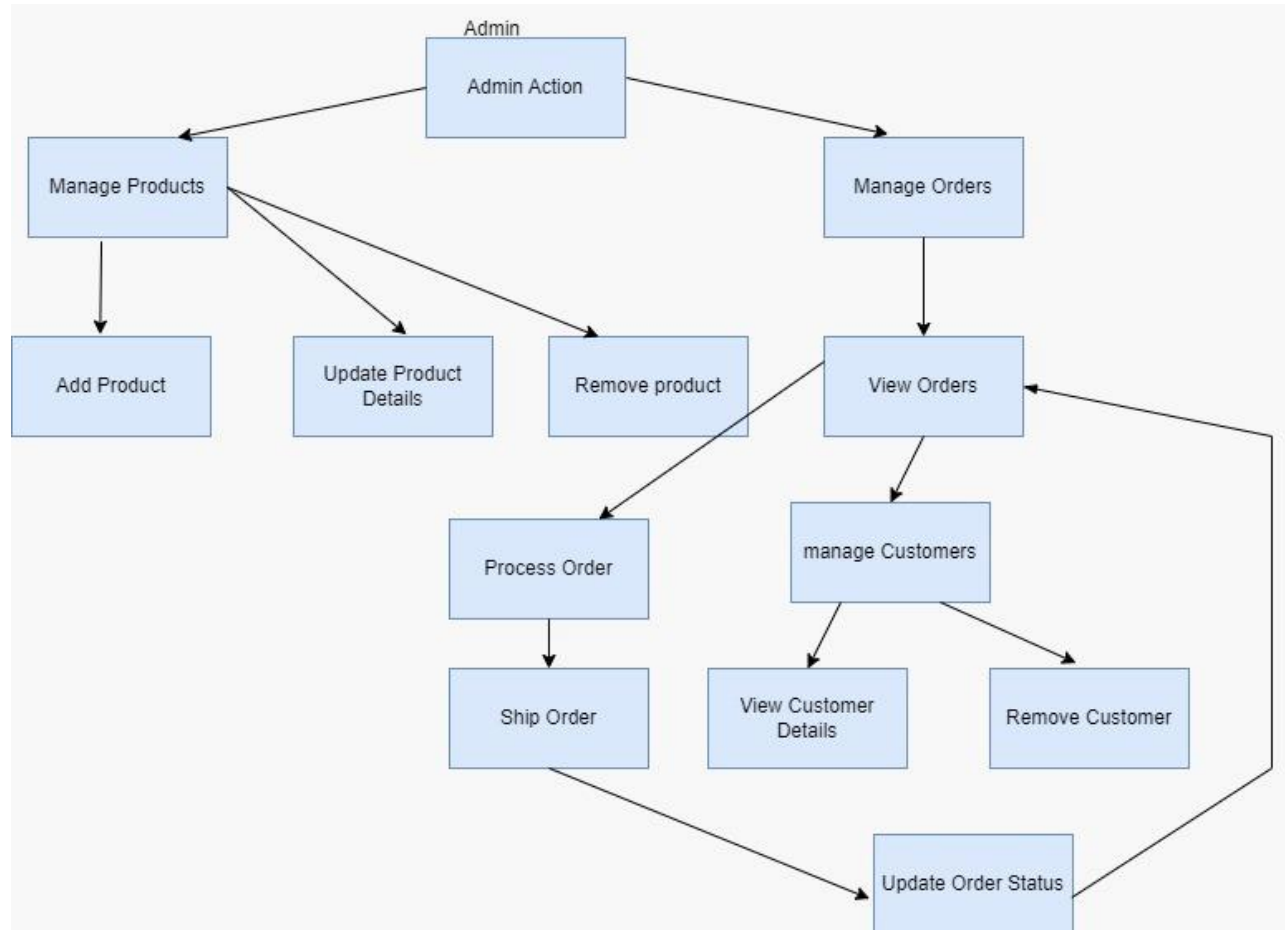 Admin
Admin Action
Manage Products
Manage Orders
Add Product
Update Product
Details
Remove product
View Orders
Process Order
manage Customers
Ship Order
View Customer
Details
Remove Customer
Update Order Status